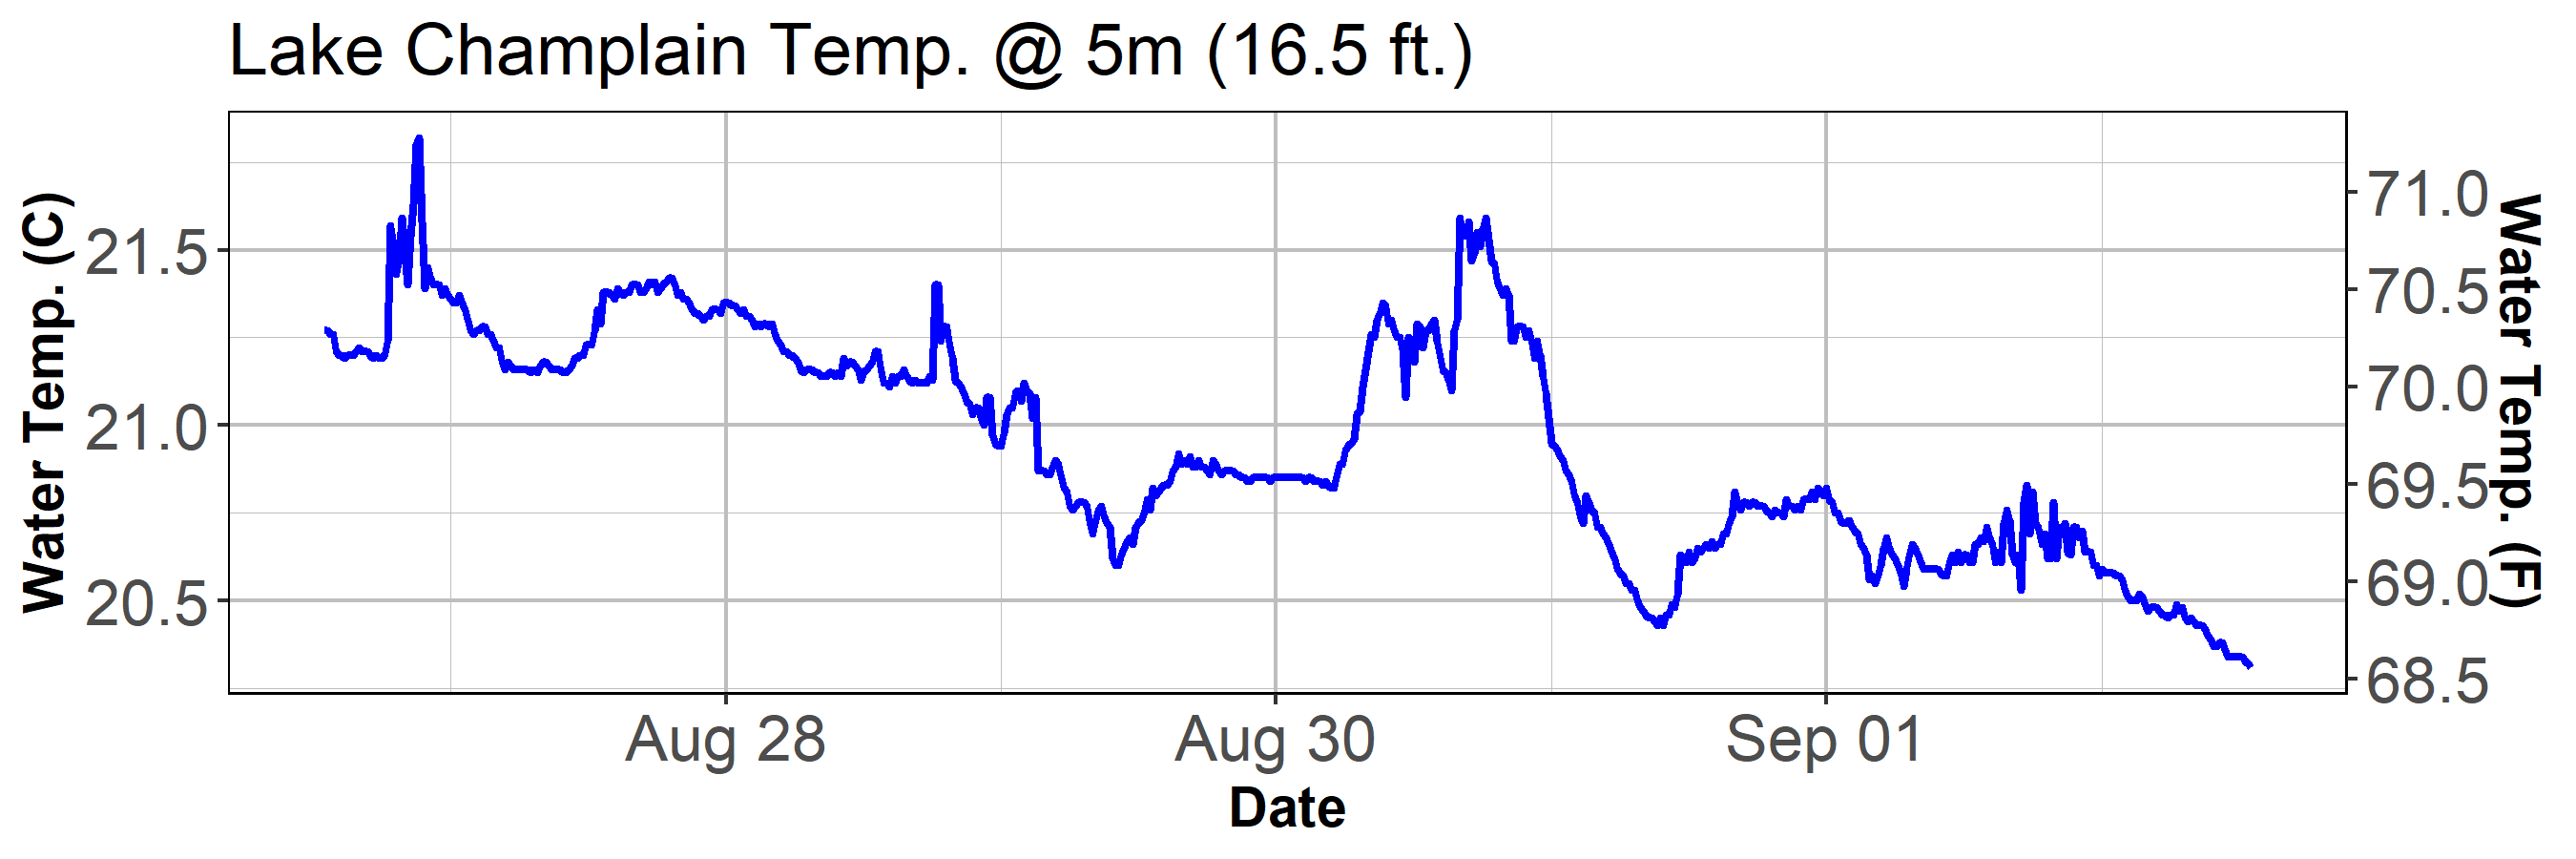 Lake Champlain Temp. @ 5m (16.5 ft.)
Water Temp. (C)
21.5
21.0
20.5
71.0
70.5
70.0
69.5
69.0
68.5
Water Temp. (F)
Aug 28
Aug 30
Sep 01
Date